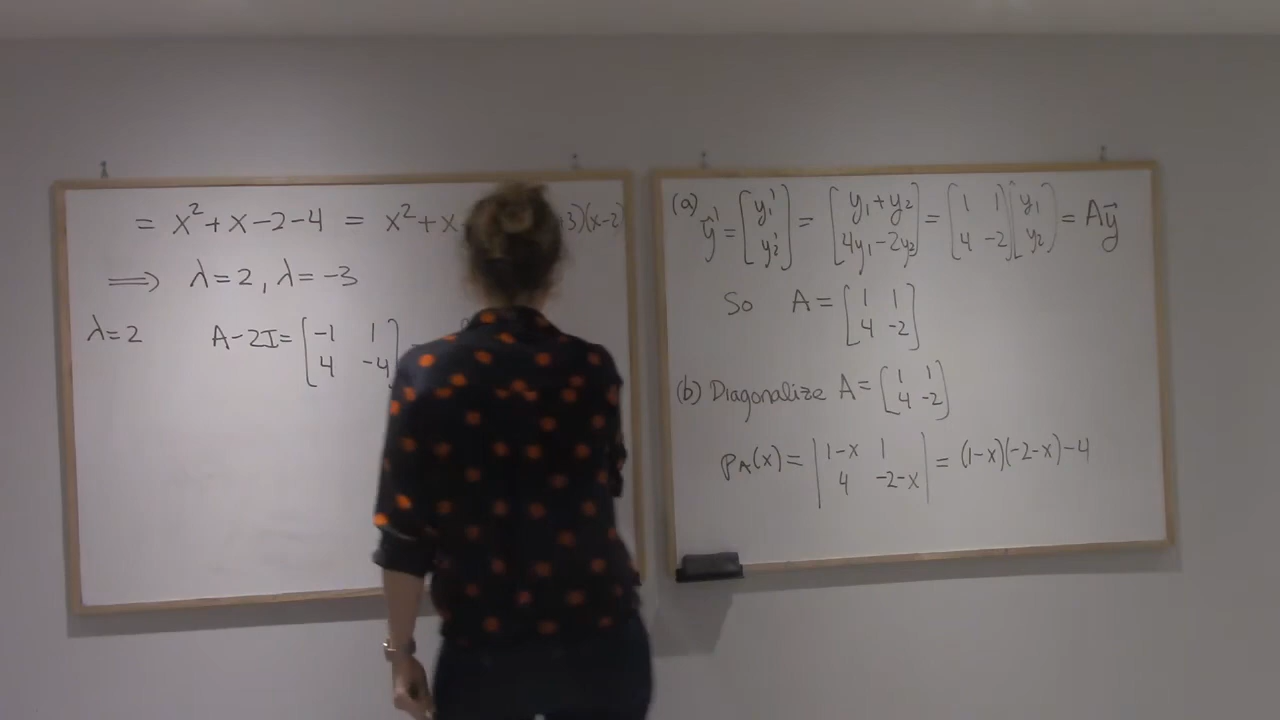 = x² + x - 2 - 4 = x² + x 3)(x-2)
⟹ λ = 2, λ = -3
λ = 2 A - 2I = [-1 1
4 -4]
(a) y⃗' = [y₁' = [y₁ + y₂ = [1 1 [y₁ = Ay⃗
y₂'] 4y₁ - 2y₂] 4 -2] y₂]
So A = [1 1
4 -2]
(b) Diagonalize A = [1 1
4 -2]
p_A(x) = |1-x 1 = (1-x)(-2-x) - 4
4 -2-x|